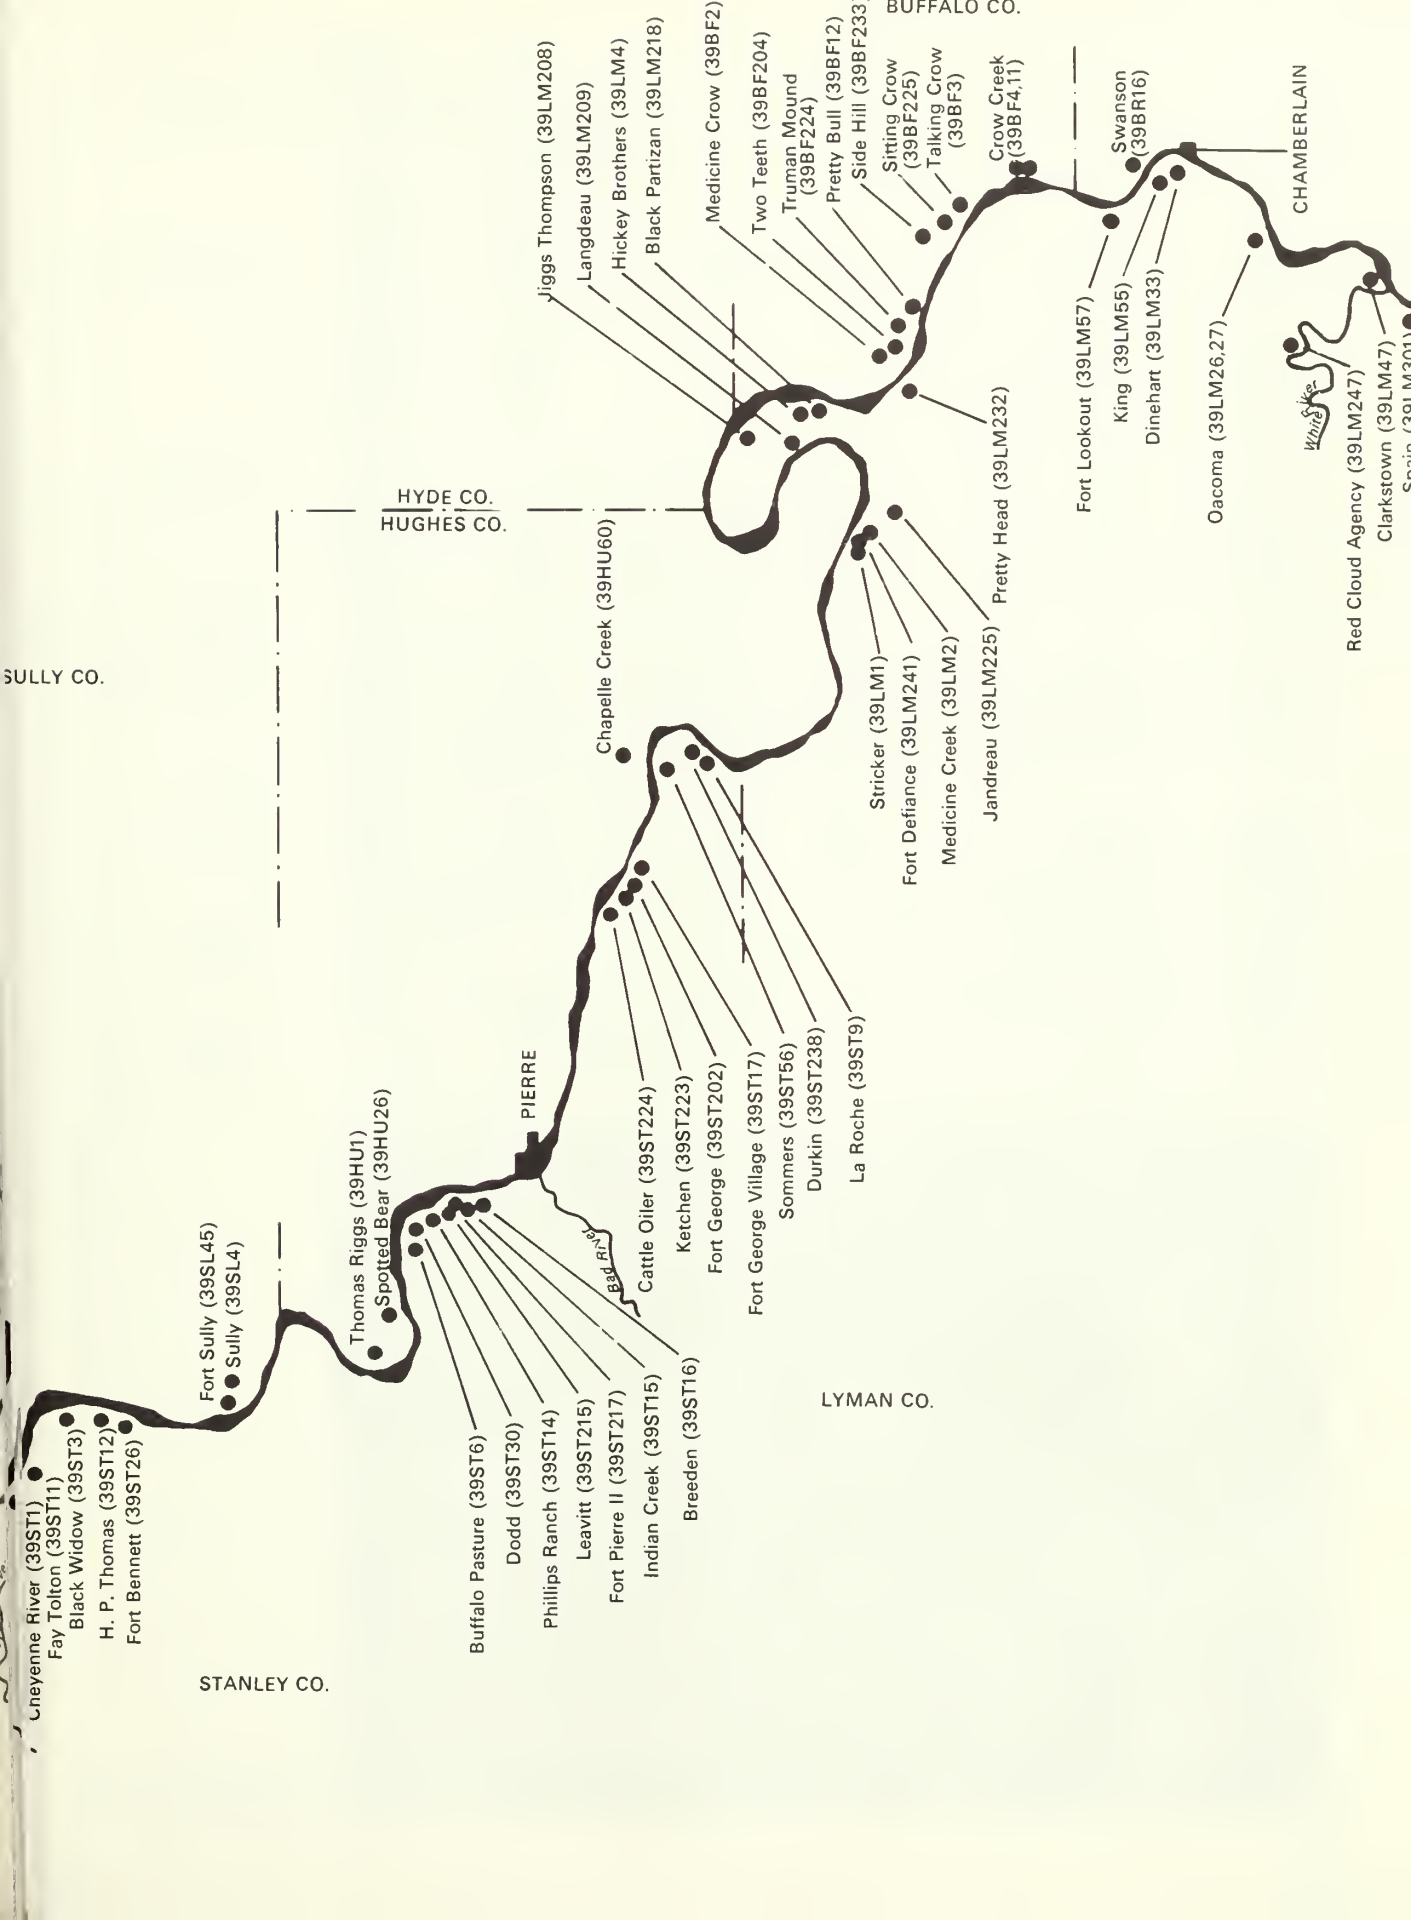 BUFFALO CO.
Jiggs Thompson (39LM208)
Langdeau (39LM209)
Hickey Brothers (39LM4)
Black Partizan (39LM218)
Medicine Crow (39BF2)
Two Teeth (39BF204)
Truman Mound
(39BF224)
Pretty Bull (39BF12)
Side Hill (39BF233)
Sitting Crow
(39BF225)
Talking Crow
(39BF3)
Crow Creek
(39BF4,11)
Swanson
(39BR16)
CHAMBERLAIN
Fort Lookout (39LM57)
King (39LM55)
Dinehart (39LM33)
Oacoma (39LM26,27)
White River
Red Cloud Agency (39LM247)
Clarkstown (39LM47)
Spain (39LM301)
HYDE CO.
HUGHES CO.
Pretty Head (39LM232)
Chapelle Creek (39HU60)
SULLY CO.
Stricker (39LM1)
Fort Defiance (39LM241)
Medicine Creek (39LM2)
Jandreau (39LM225)
PIERRE
Cattle Oiler (39ST224)
Ketchen (39ST223)
Fort George (39ST202)
Fort George Village (39ST17)
Sommers (39ST56)
Durkin (39ST238)
La Roche (39ST9)
Thomas Riggs (39HU1)
Spotted Bear (39HU26)
Bad River
Fort Sully (39SL45)
Sully (39SL4)
Cheyenne River (39ST1)
Fay Tolton (39ST11)
Black Widow (39ST3)
H. P. Thomas (39ST12)
Fort Bennett (39ST26)
Buffalo Pasture (39ST6)
Dodd (39ST30)
Phillips Ranch (39ST14)
Leavitt (39ST215)
Fort Pierre II (39ST217)
Indian Creek (39ST15)
Breeden (39ST16)
LYMAN CO.
STANLEY CO.